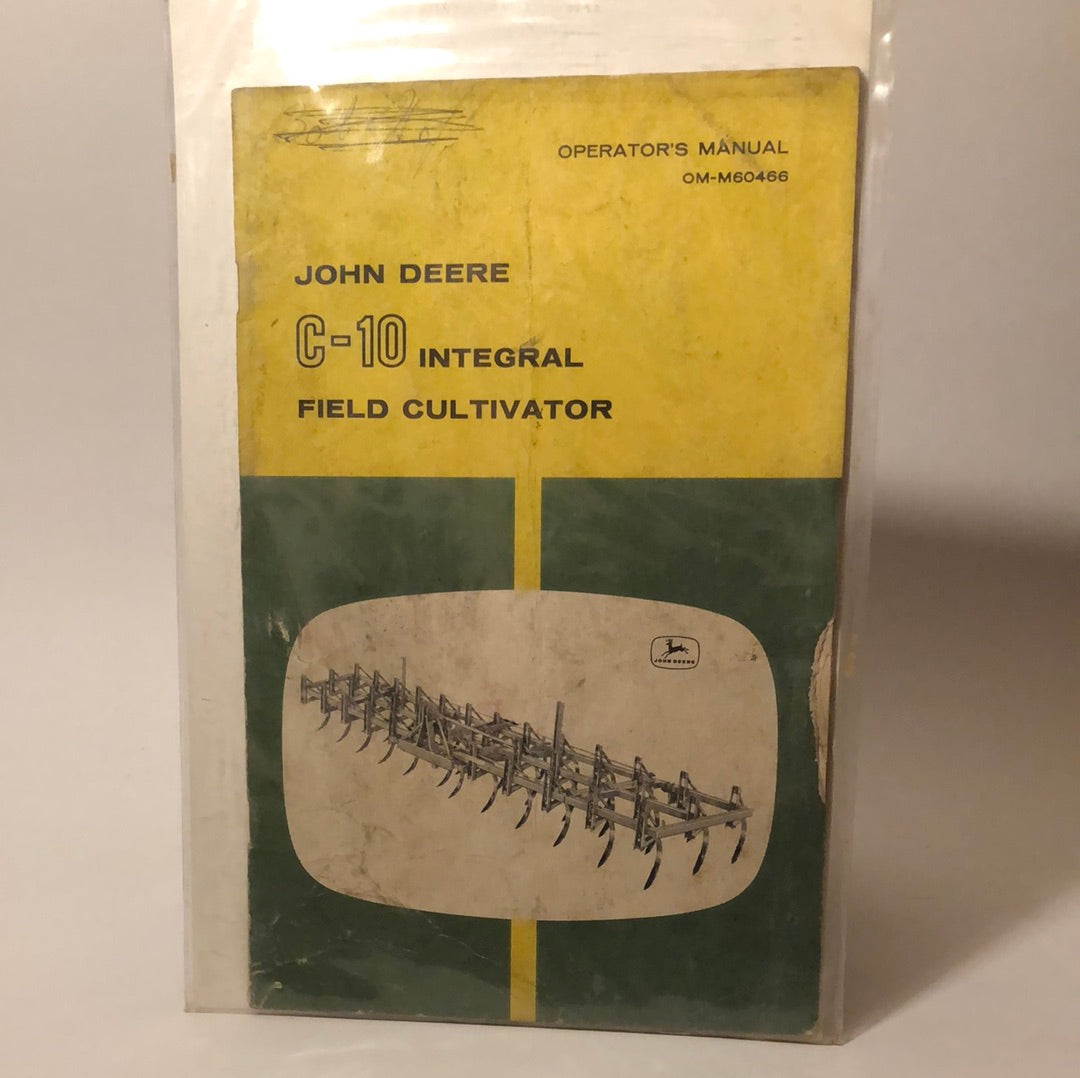 OPERATOR'S MANUAL
OM-M60466
JOHN DEERE
C-10 INTEGRAL
FIELD CULTIVATOR
JOHN DEERE